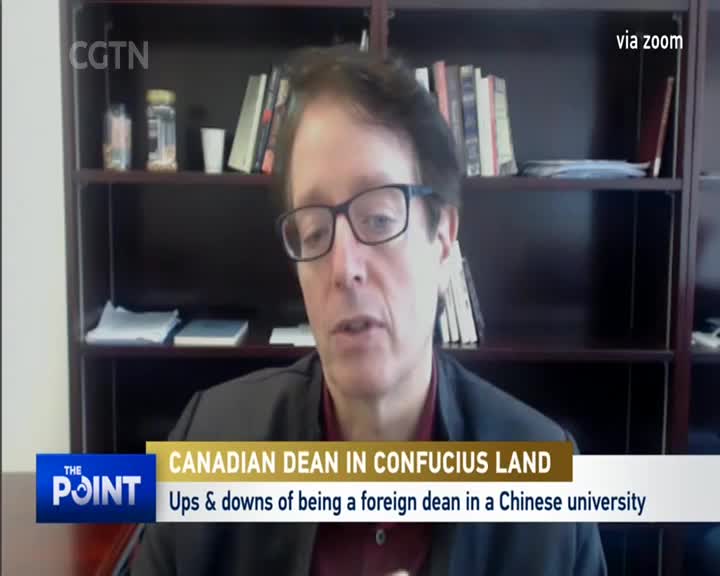 CGTN
via zoom
CANADIAN DEAN IN CONFUCIUS LAND
THE
POINT
Ups & downs of being a foreign dean in a Chinese university